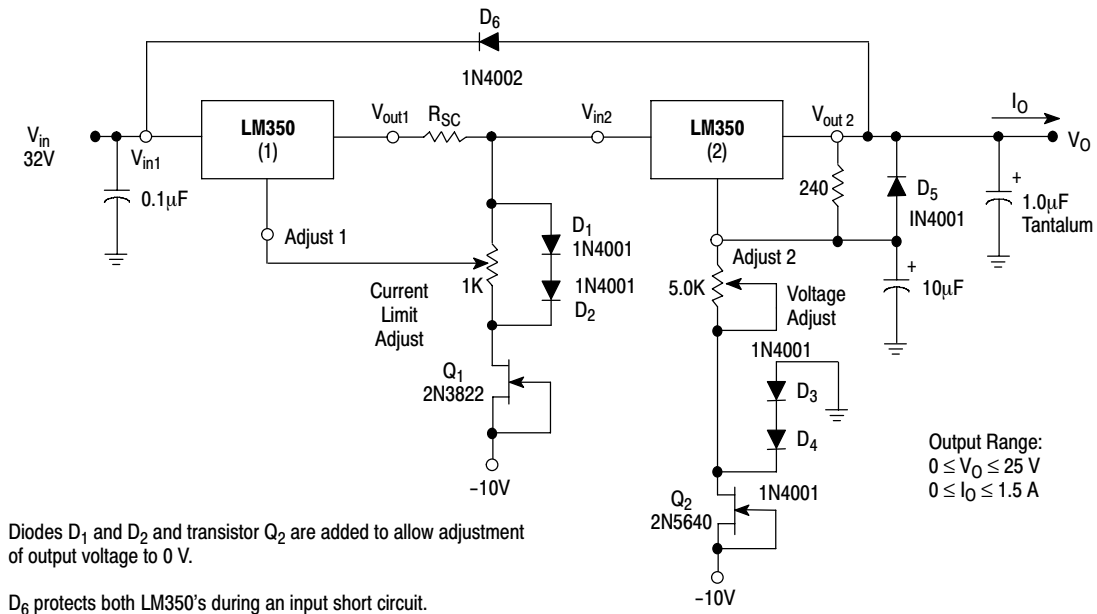 D6
1N4002
Vin
32V
Vin1
LM350
(1)
Vout1
RSC
Vin2
LM350
(2)
Vout 2
IO
VO
0.1μF
Adjust 1
1K
Current
Limit
Adjust
D1
1N4001
1N4001
D2
Q1
2N3822
–10V
240
D5
IN4001
+
1.0μF
Tantalum
Adjust 2
5.0K
Voltage
Adjust
+
10μF
1N4001
D3
D4
1N4001
Q2
2N5640
–10V
Output Range:
0 ≤ VO ≤ 25 V
0 ≤ IO ≤ 1.5 A
Diodes D1 and D2 and transistor Q2 are added to allow adjustment
of output voltage to 0 V.
D6 protects both LM350's during an input short circuit.